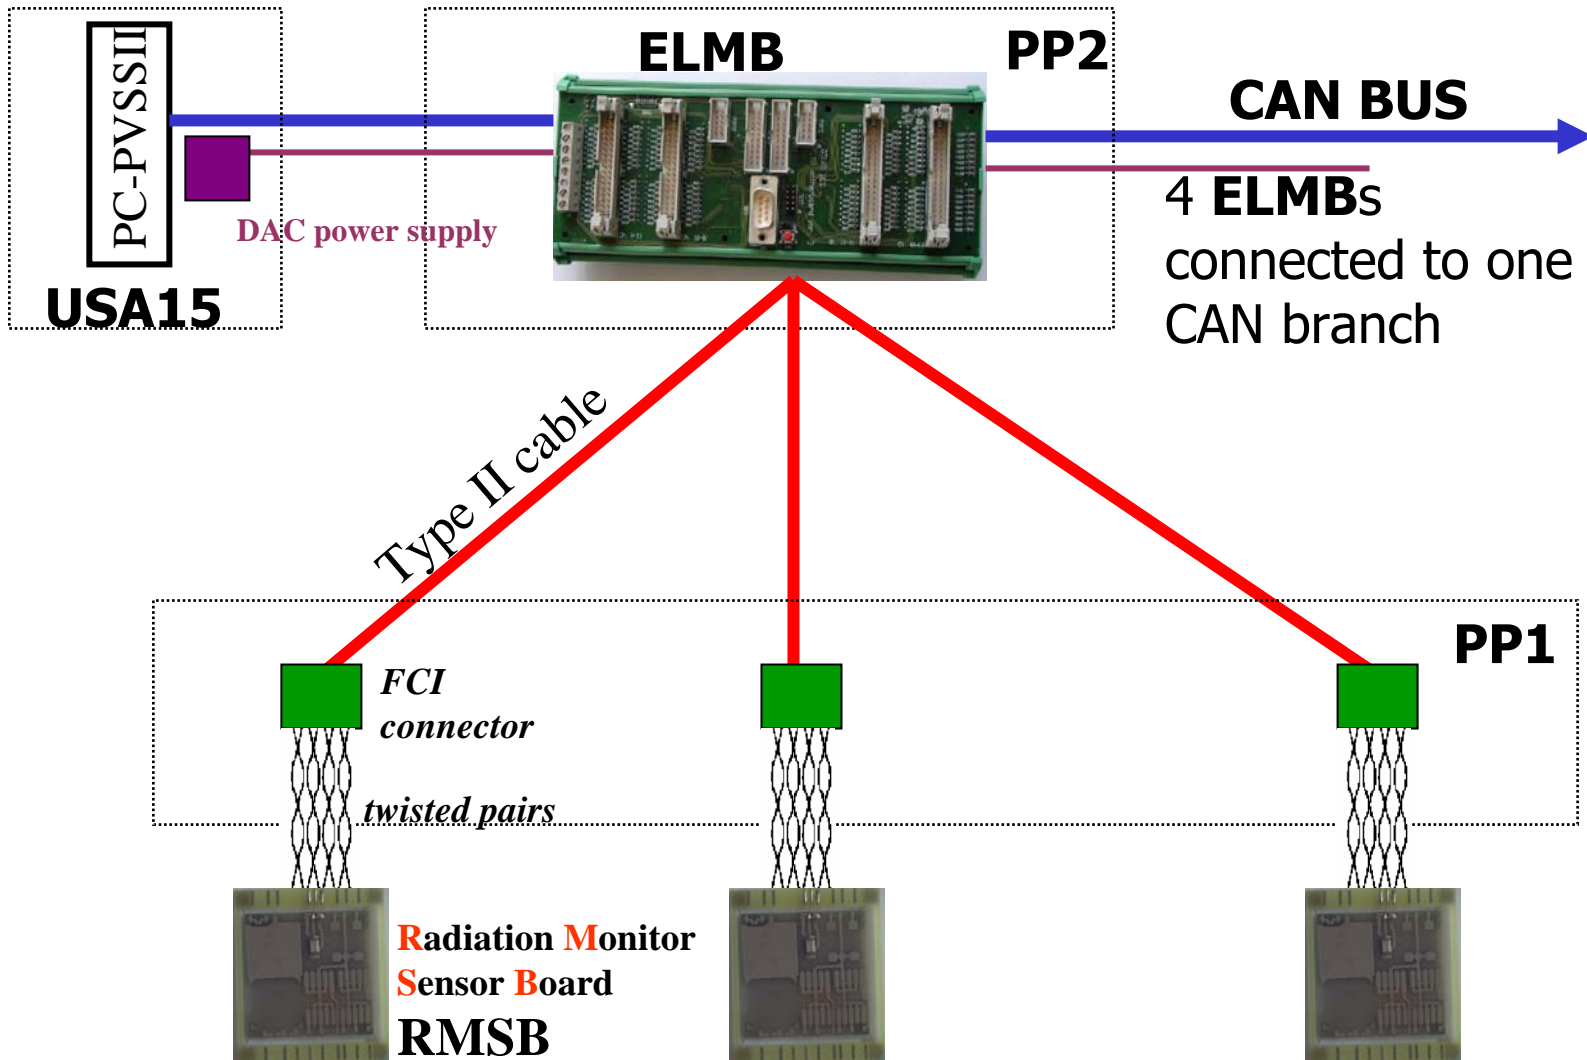 PC-PVSSII
USA15
DAC power supply
ELMB
PP2
CAN BUS
4 ELMBs
connected to one
CAN branch
Type II cable
PP1
FCI
connector
twisted pairs
Radiation Monitor
Sensor Board
RMSB